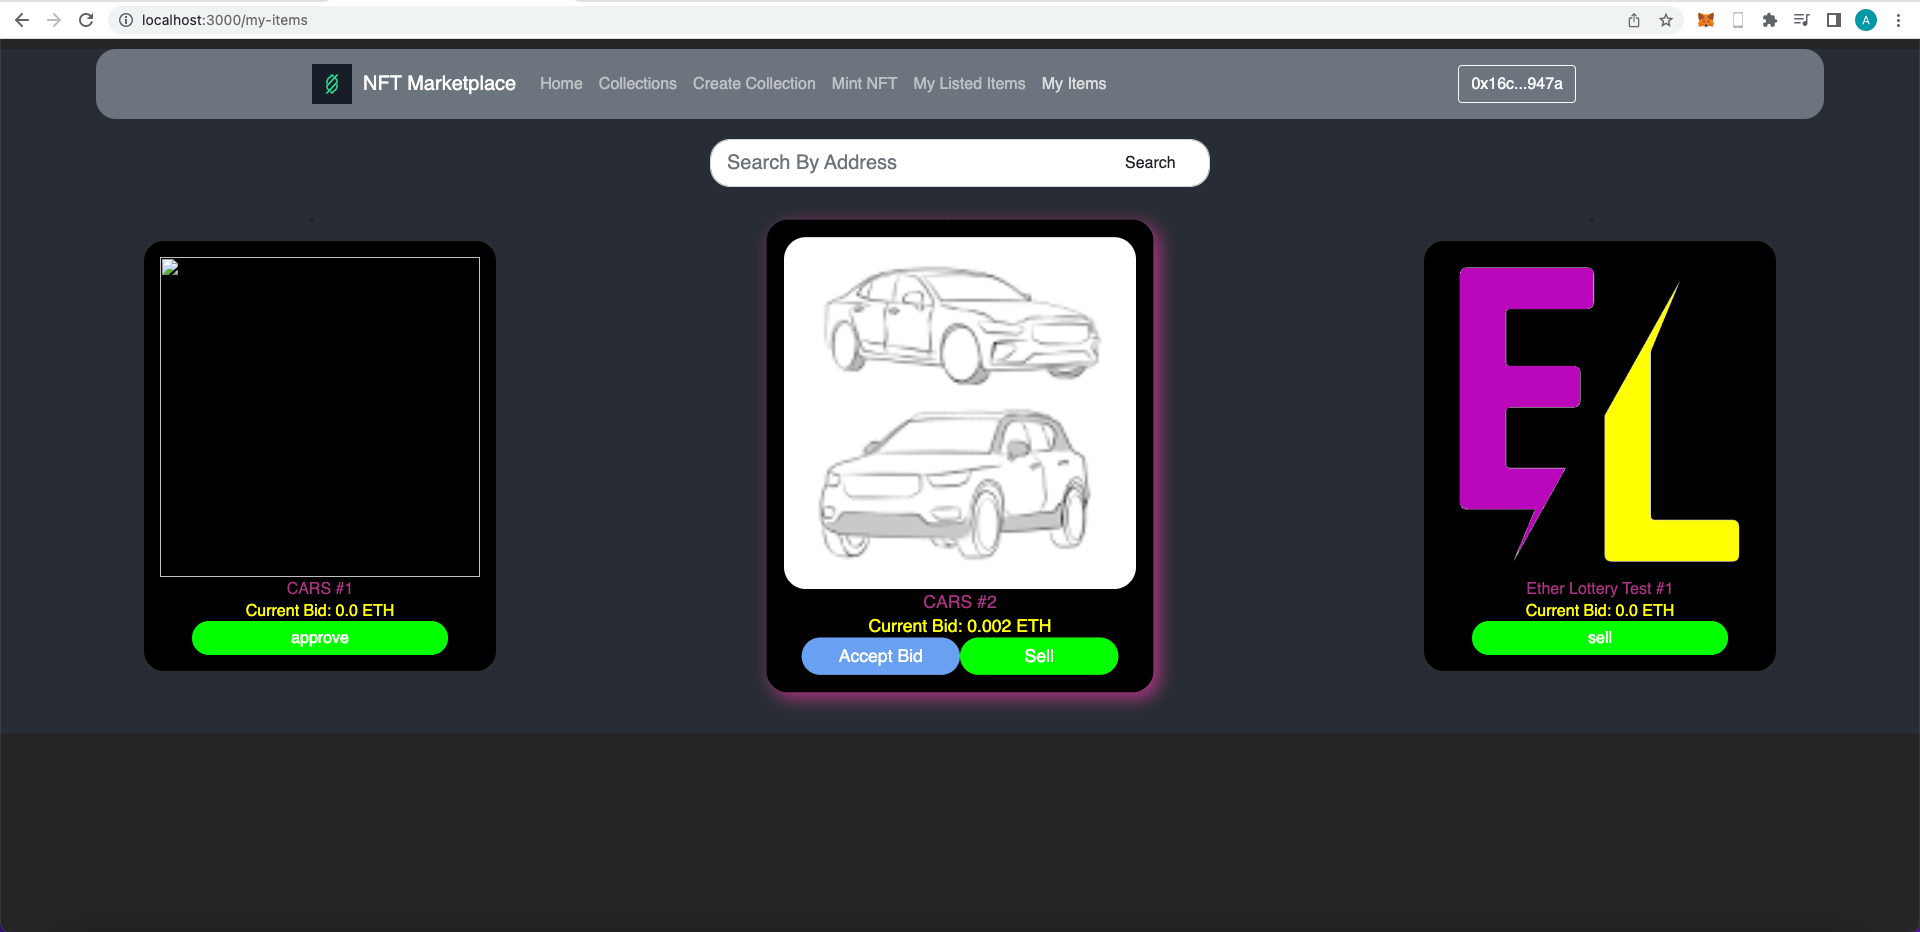 localhost:3000/my-items
A
NFT Marketplace Home Collections Create Collection Mint NFT My Listed Items My Items 0x16c...947a
Search By Address Search
CARS #1
Current Bid: 0.0 ETH
approve
CARS #2
Current Bid: 0.002 ETH
Accept Bid Sell
EL
Ether Lottery Test #1
Current Bid: 0.0 ETH
sell